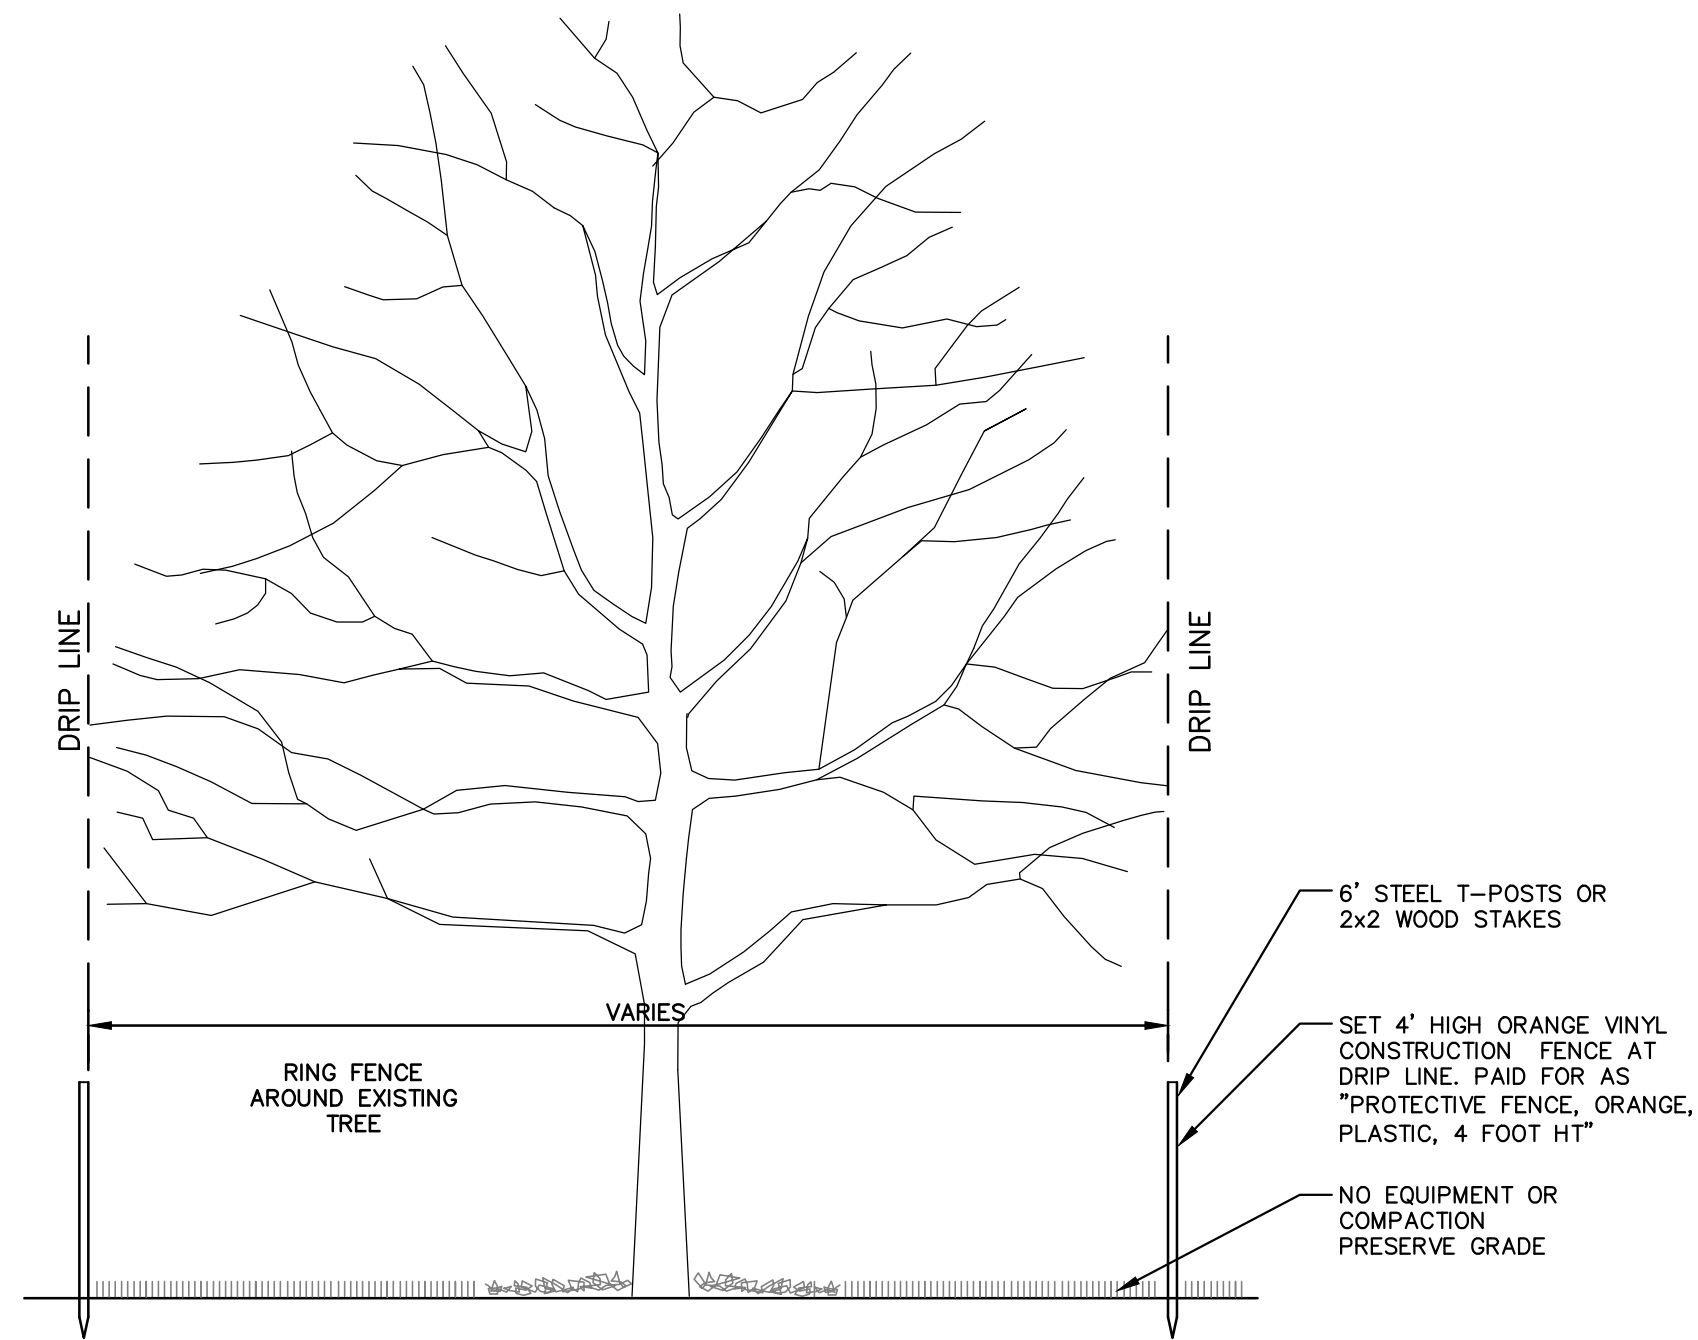 DRIP LINE
DRIP LINE
VARIES
RING FENCE
AROUND EXISTING
TREE
6' STEEL T-POSTS OR
2x2 WOOD STAKES
SET 4' HIGH ORANGE VINYL
CONSTRUCTION FENCE AT
DRIP LINE. PAID FOR AS
"PROTECTIVE FENCE, ORANGE,
PLASTIC, 4 FOOT HT"
NO EQUIPMENT OR
COMPACTION
PRESERVE GRADE